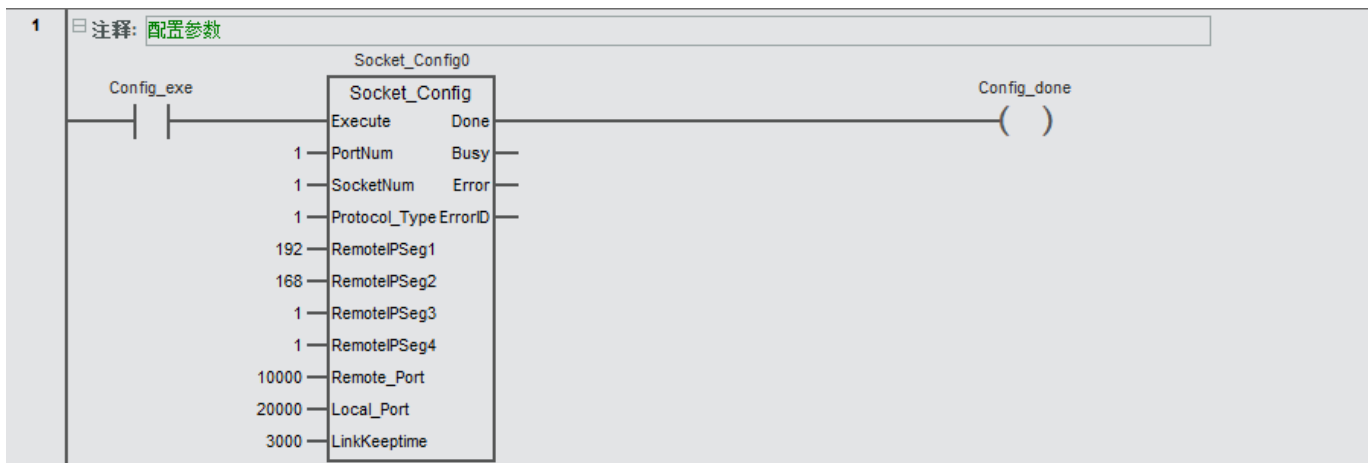 1
注释: 配置参数
Socket_Config0
Config_exe Socket_Config Config_done
Execute Done
1 PortNum Busy
1 SocketNum Error
1 Protocol_Type ErrorID
192 RemoteIPSeg1
168 RemoteIPSeg2
1 RemoteIPSeg3
1 RemoteIPSeg4
10000 Remote_Port
20000 Local_Port
3000 LinkKeeptime